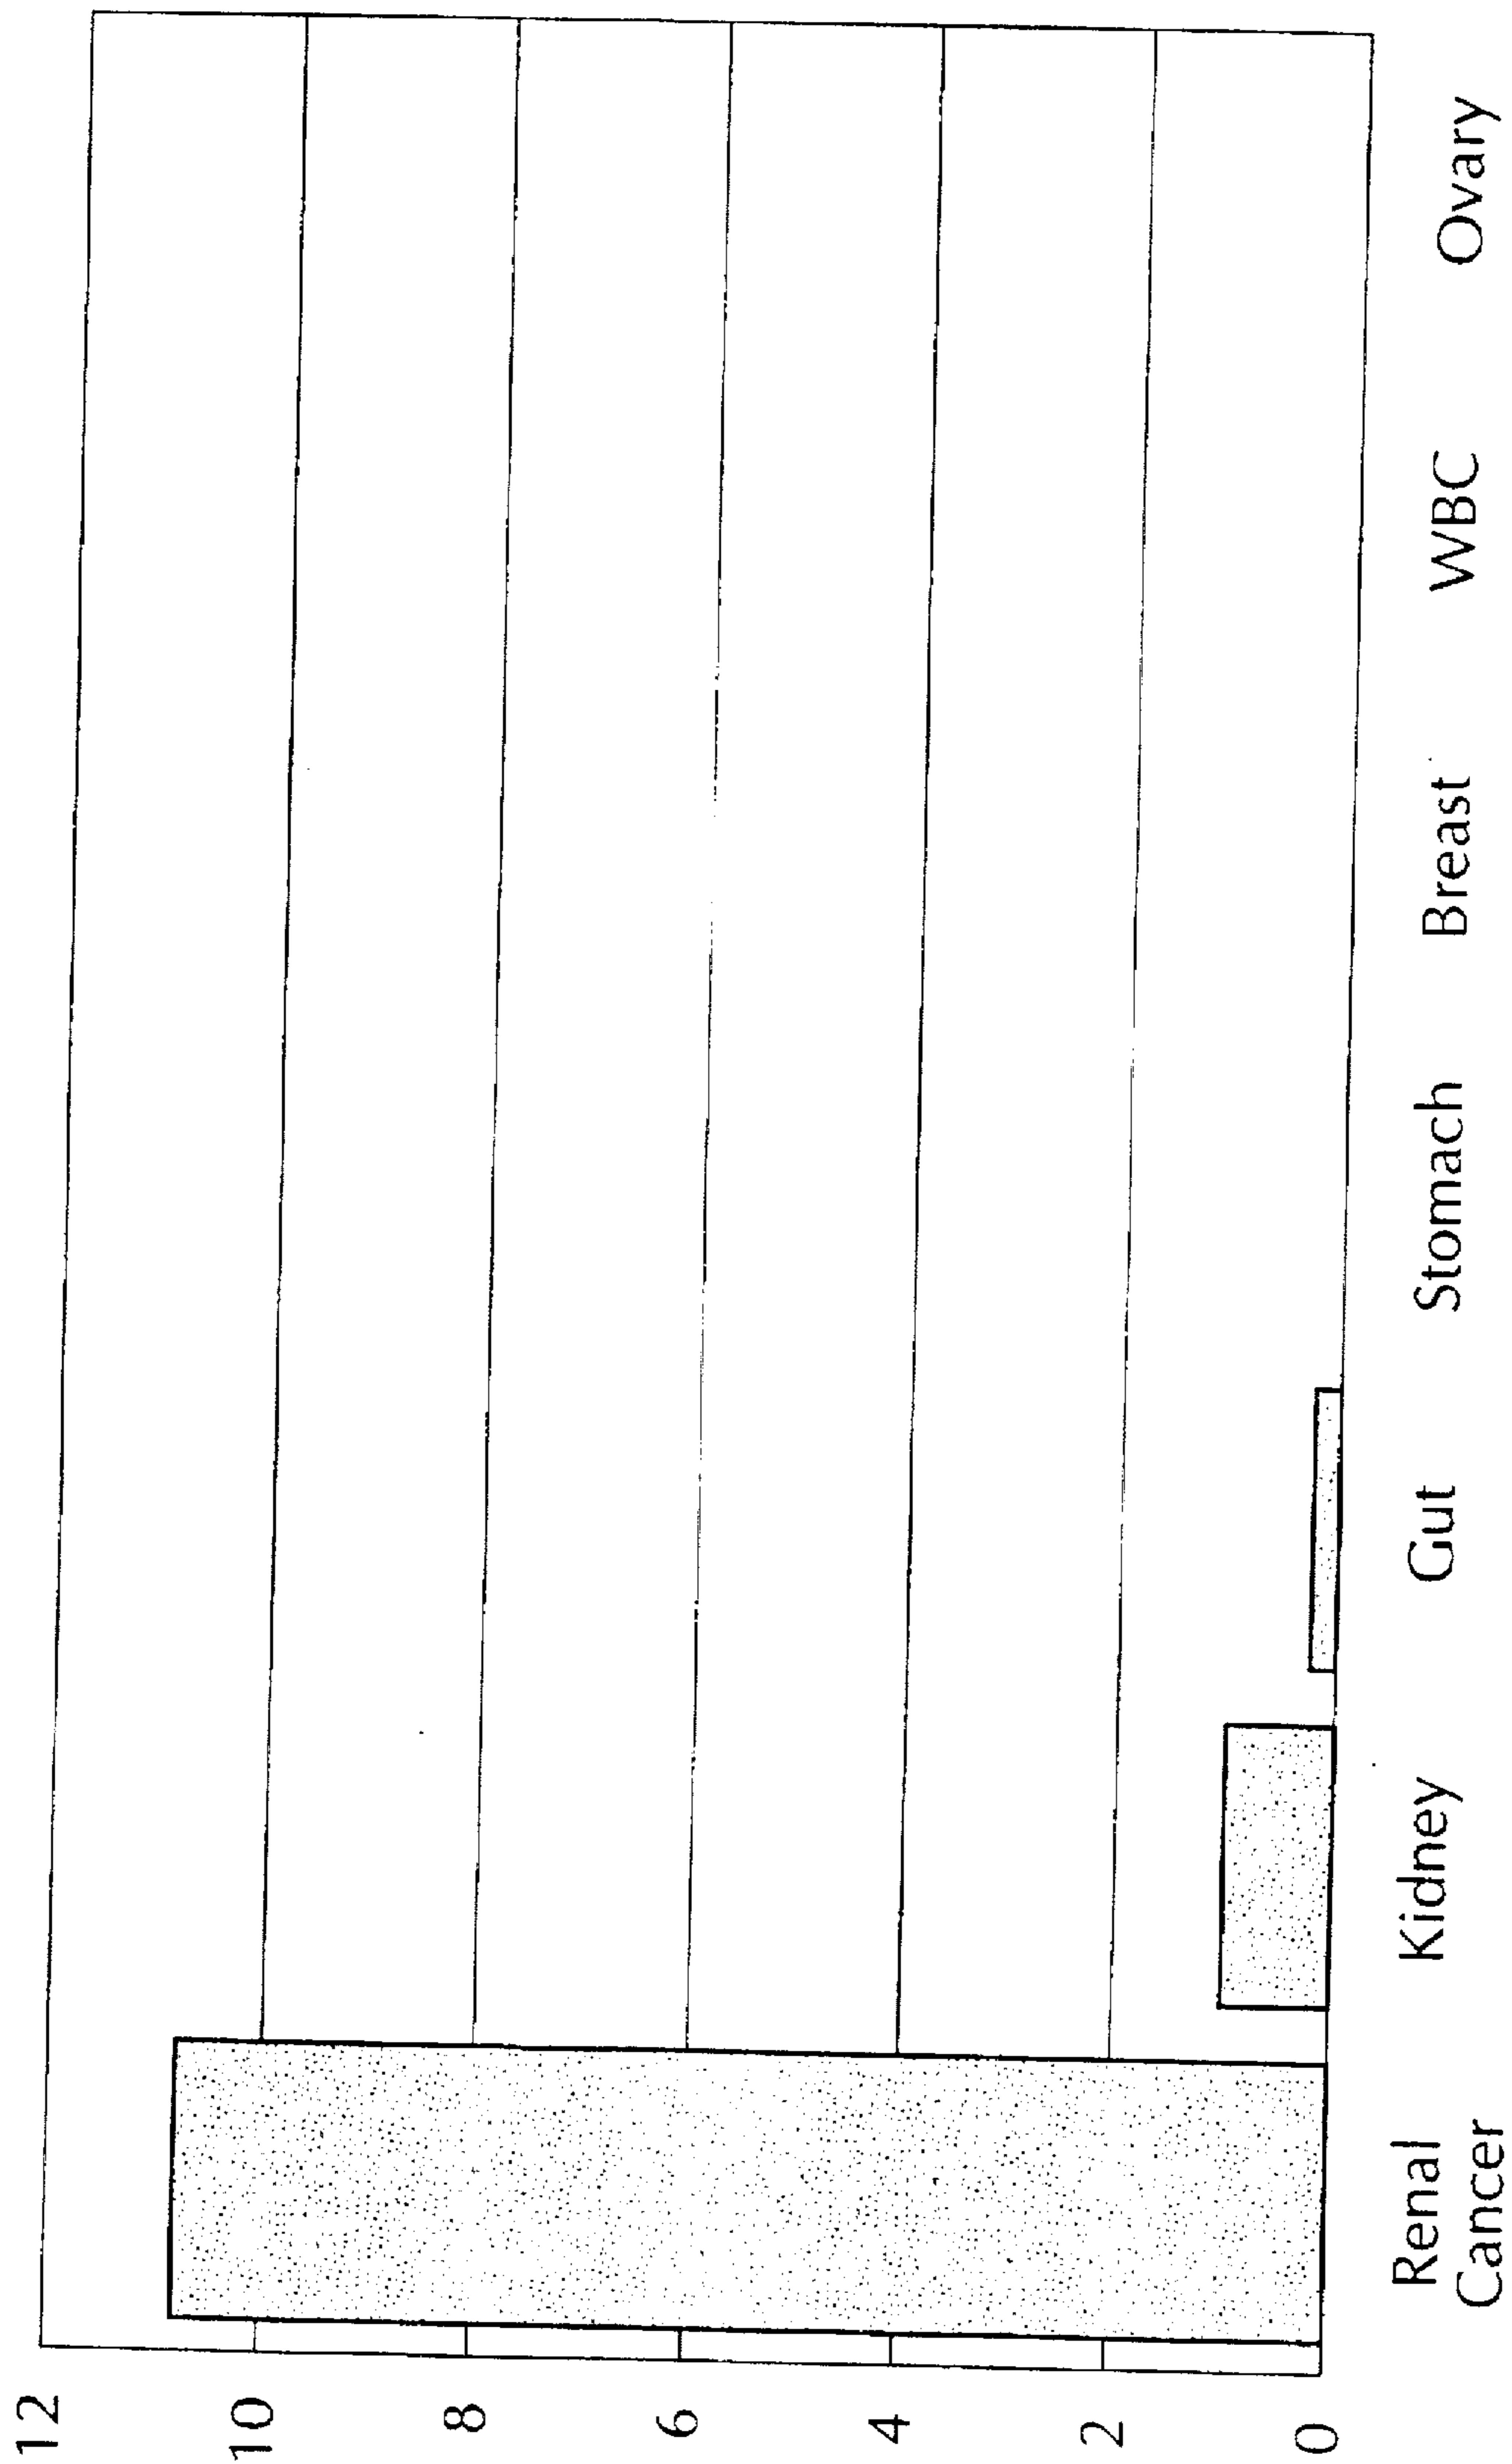 12
10
8
6
4
2
0
Renal
Cancer
Kidney
Gut
Stomach
Breast
WBC
Ovary